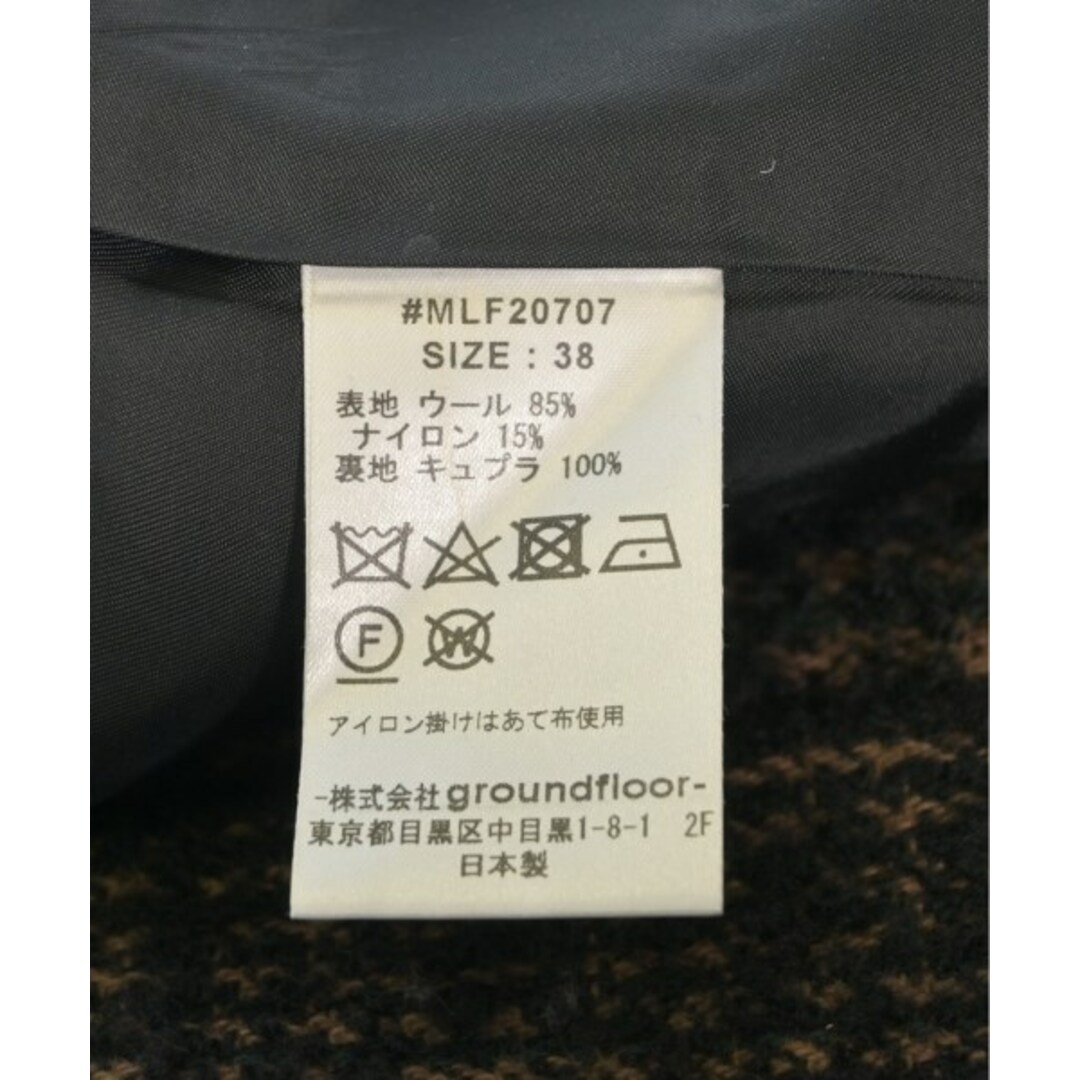 #MLF20707
SIZE : 38
表地 ウール 85%
ナイロン 15%
裏地 キュプラ 100%
F W
アイロン掛けはあて布使用
-株式会社groundfloor-
東京都目黒区中目黒1-8-1 2F
日本製